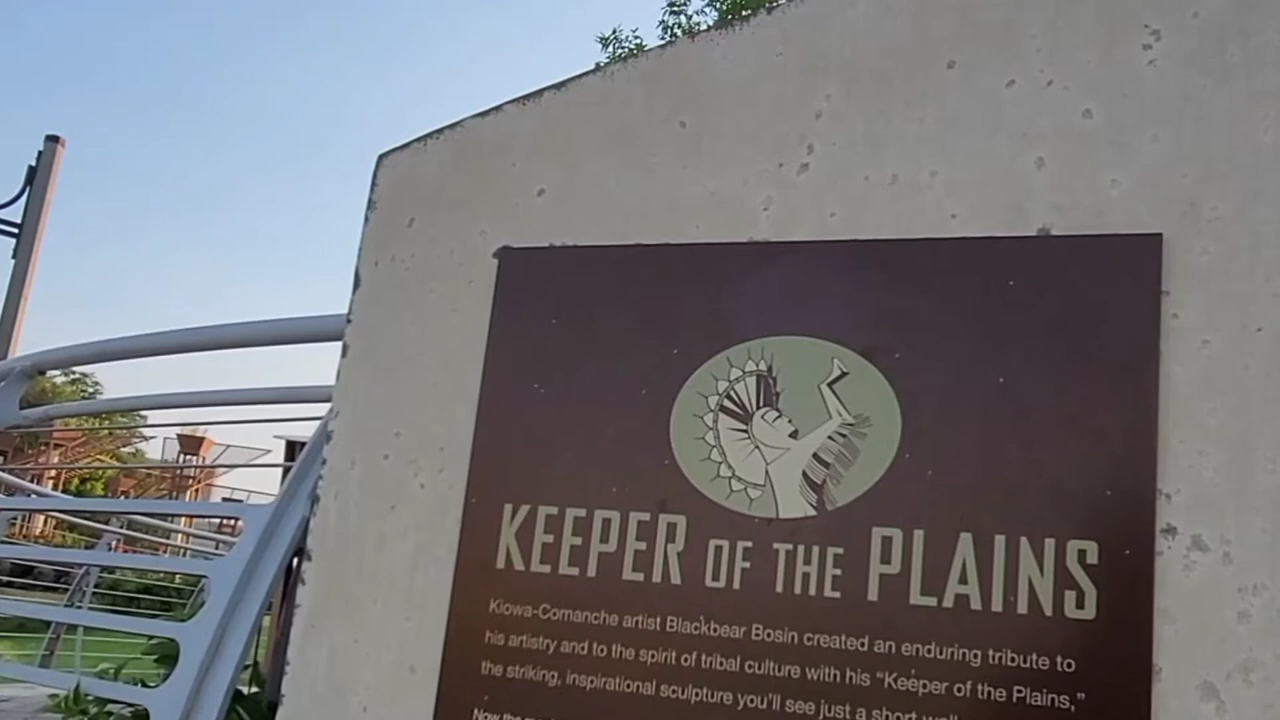 KEEPER OF THE PLAINS
Kiowa-Comanche artist Blackbear Bosin created an enduring tribute to
his artistry and to the spirit of tribal culture with his “Keeper of the Plains,”
the striking, inspirational sculpture you’ll see just a short
Now the